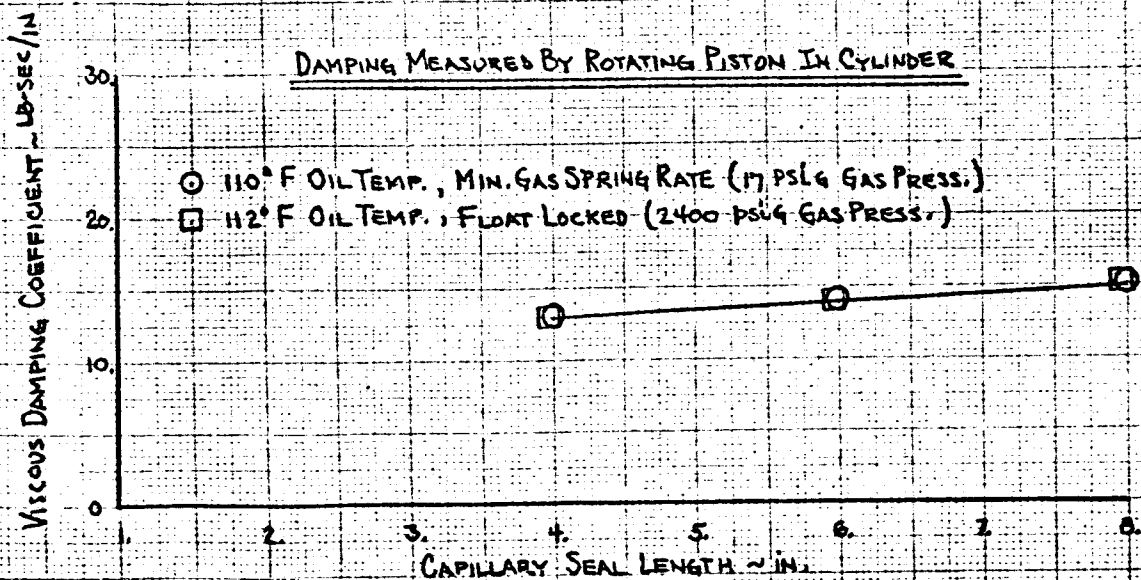 DAMPING MEASURED BY ROTATING PISTON IN CYLINDER
VISCOUS DAMPING COEFFICIENT ~ LB-SEC/IN
30.
20.
10.
0
⊙ 110° F OIL TEMP., MIN. GAS SPRING RATE (17 PSIG GAS PRESS.)
⊡ 112° F OIL TEMP., FLOAT LOCKED (2400 PSIG GAS PRESS.)
1. 2. 3. 4. 5. 6. 7. 8.
CAPILLARY SEAL LENGTH ~ IN.